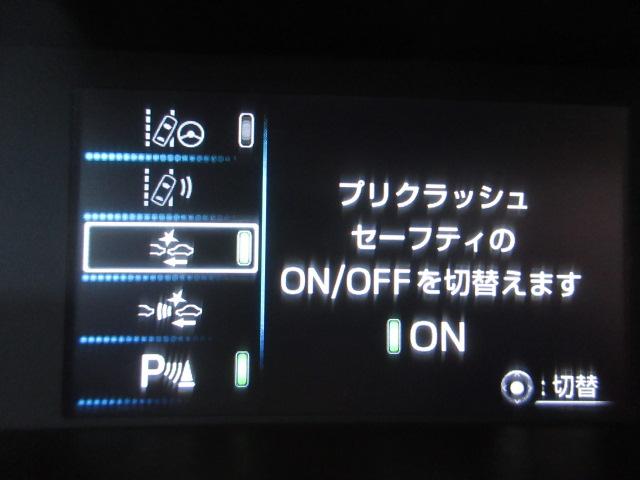 プリクラッシュ
セーフティの
ON/OFFを切替えます
ON
:切替
P